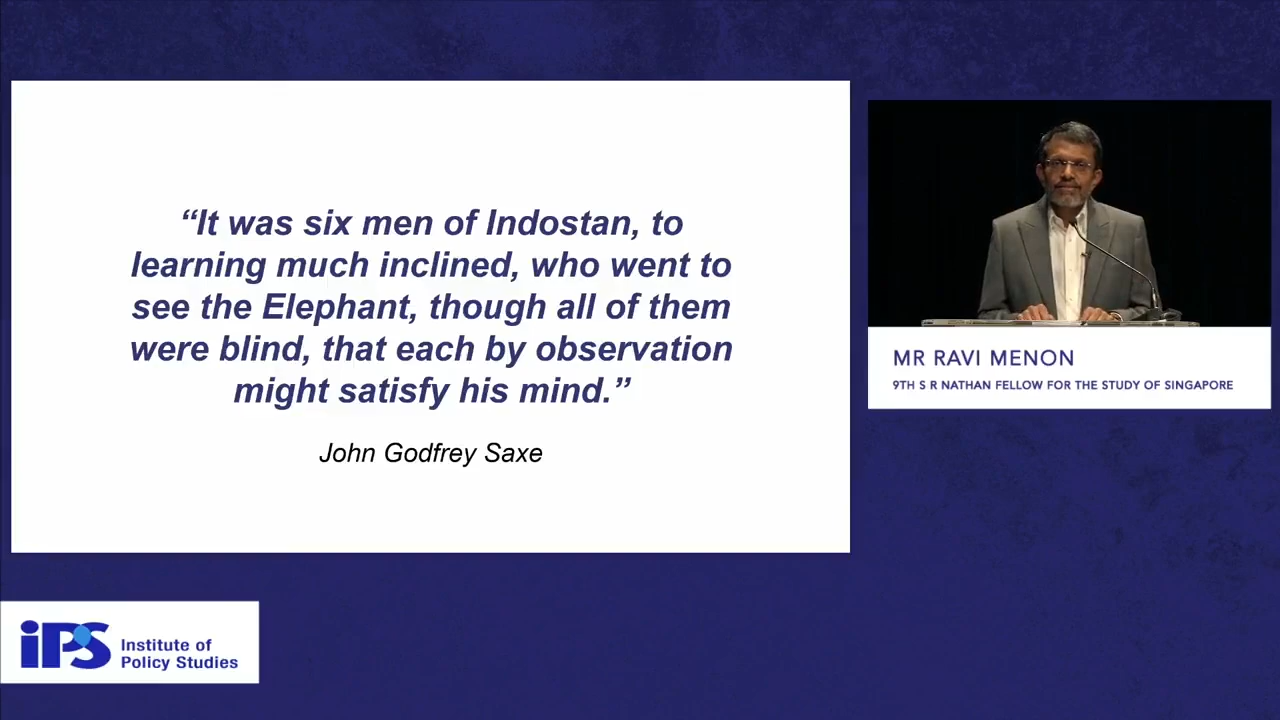 “It was six men of Indostan, to
learning much inclined, who went to
see the Elephant, though all of them
were blind, that each by observation
might satisfy his mind.”
John Godfrey Saxe
MR RAVI MENON
9TH S R NATHAN FELLOW FOR THE STUDY OF SINGAPORE
iPS
Institute of
Policy Studies